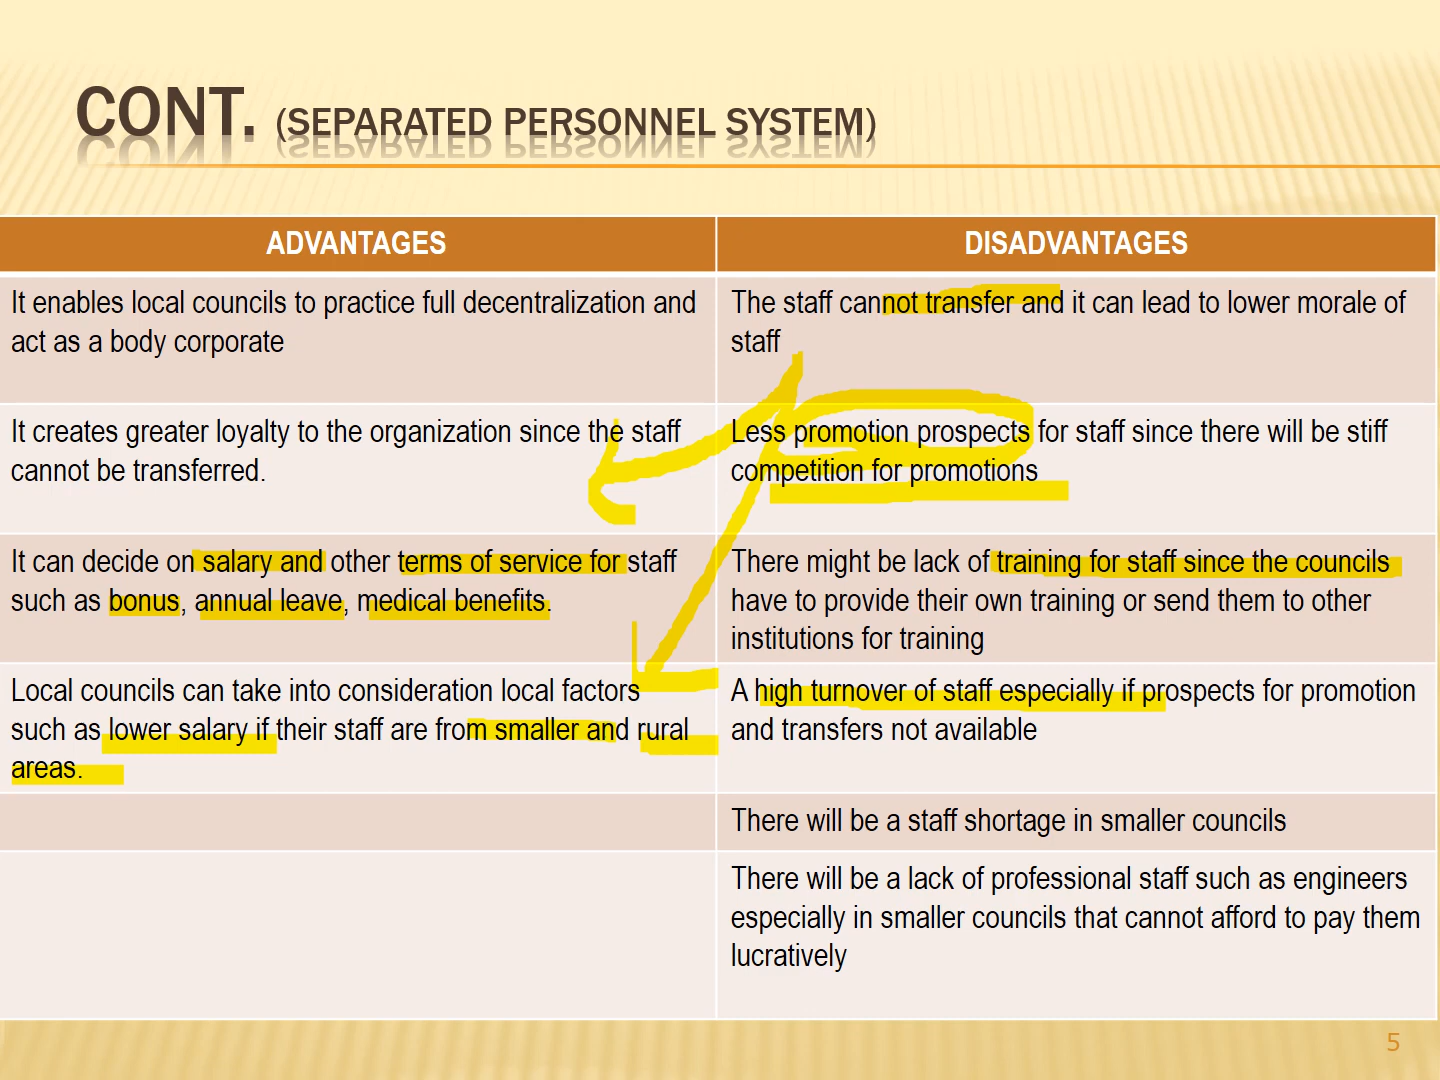 CONT. (SEPARATED PERSONNEL SYSTEM)
ADVANTAGES
DISADVANTAGES
It enables local councils to practice full decentralization and
act as a body corporate
The staff cannot transfer and it can lead to lower morale of
staff
It creates greater loyalty to the organization since the staff
cannot be transferred.
Less promotion prospects for staff since there will be stiff
competition for promotions
It can decide on salary and other terms of service for staff
such as bonus, annual leave, medical benefits.
There might be lack of training for staff since the councils
have to provide their own training or send them to other
institutions for training
Local councils can take into consideration local factors
such as lower salary if their staff are from smaller and rural
areas.
A high turnover of staff especially if prospects for promotion
and transfers not available
There will be a staff shortage in smaller councils
There will be a lack of professional staff such as engineers
especially in smaller councils that cannot afford to pay them
lucratively
5